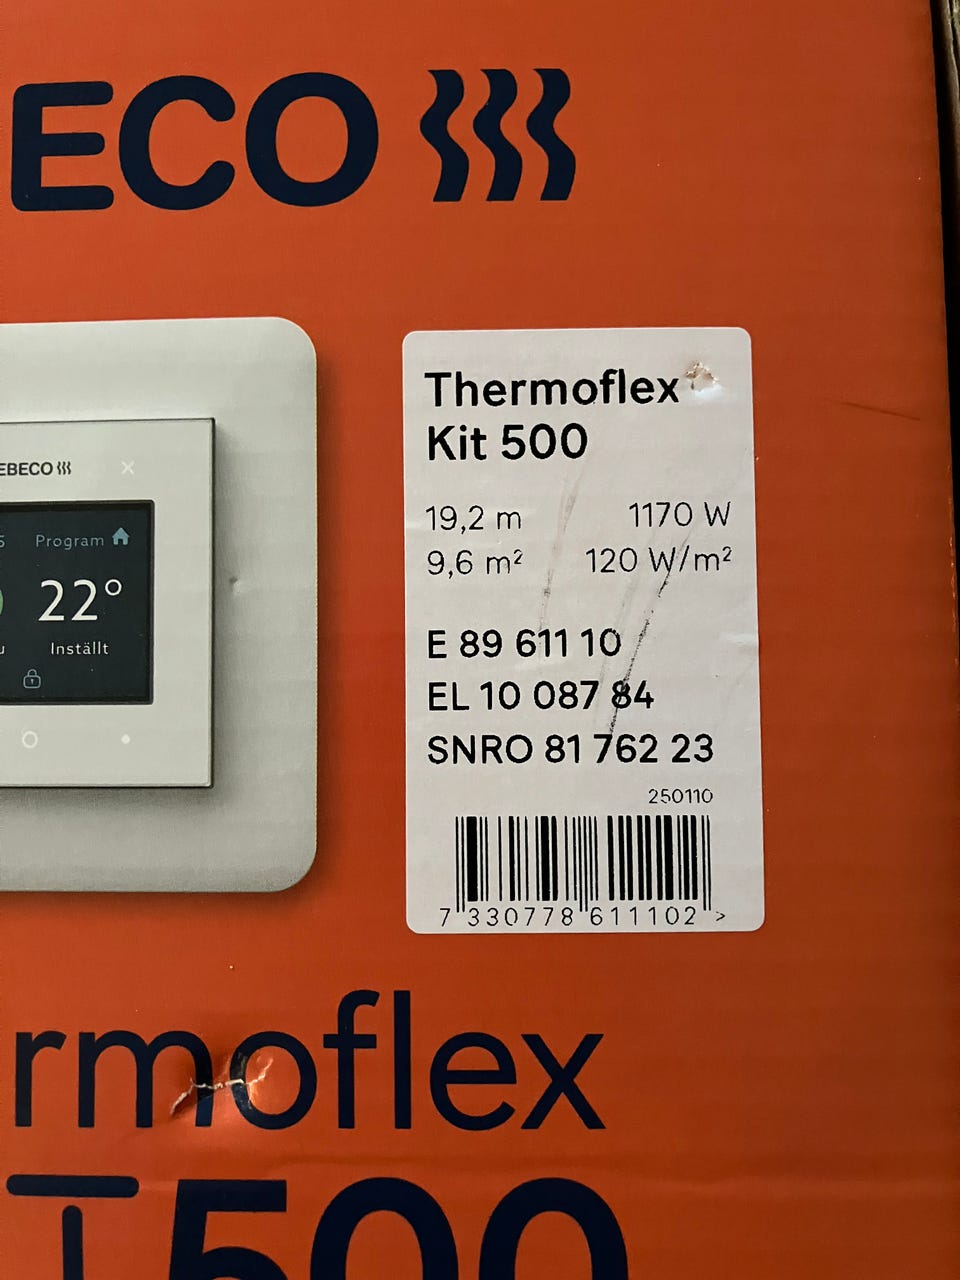 ECO
EBECO
Program
22°
Inställt
Thermoflex
Kit 500
19,2 m 1170 W
9,6 m² 120 W/m²
E 89 611 10
EL 10 087 84
SNRO 81 762 23
250110
7 330778 611102 >
rmoflex
T500